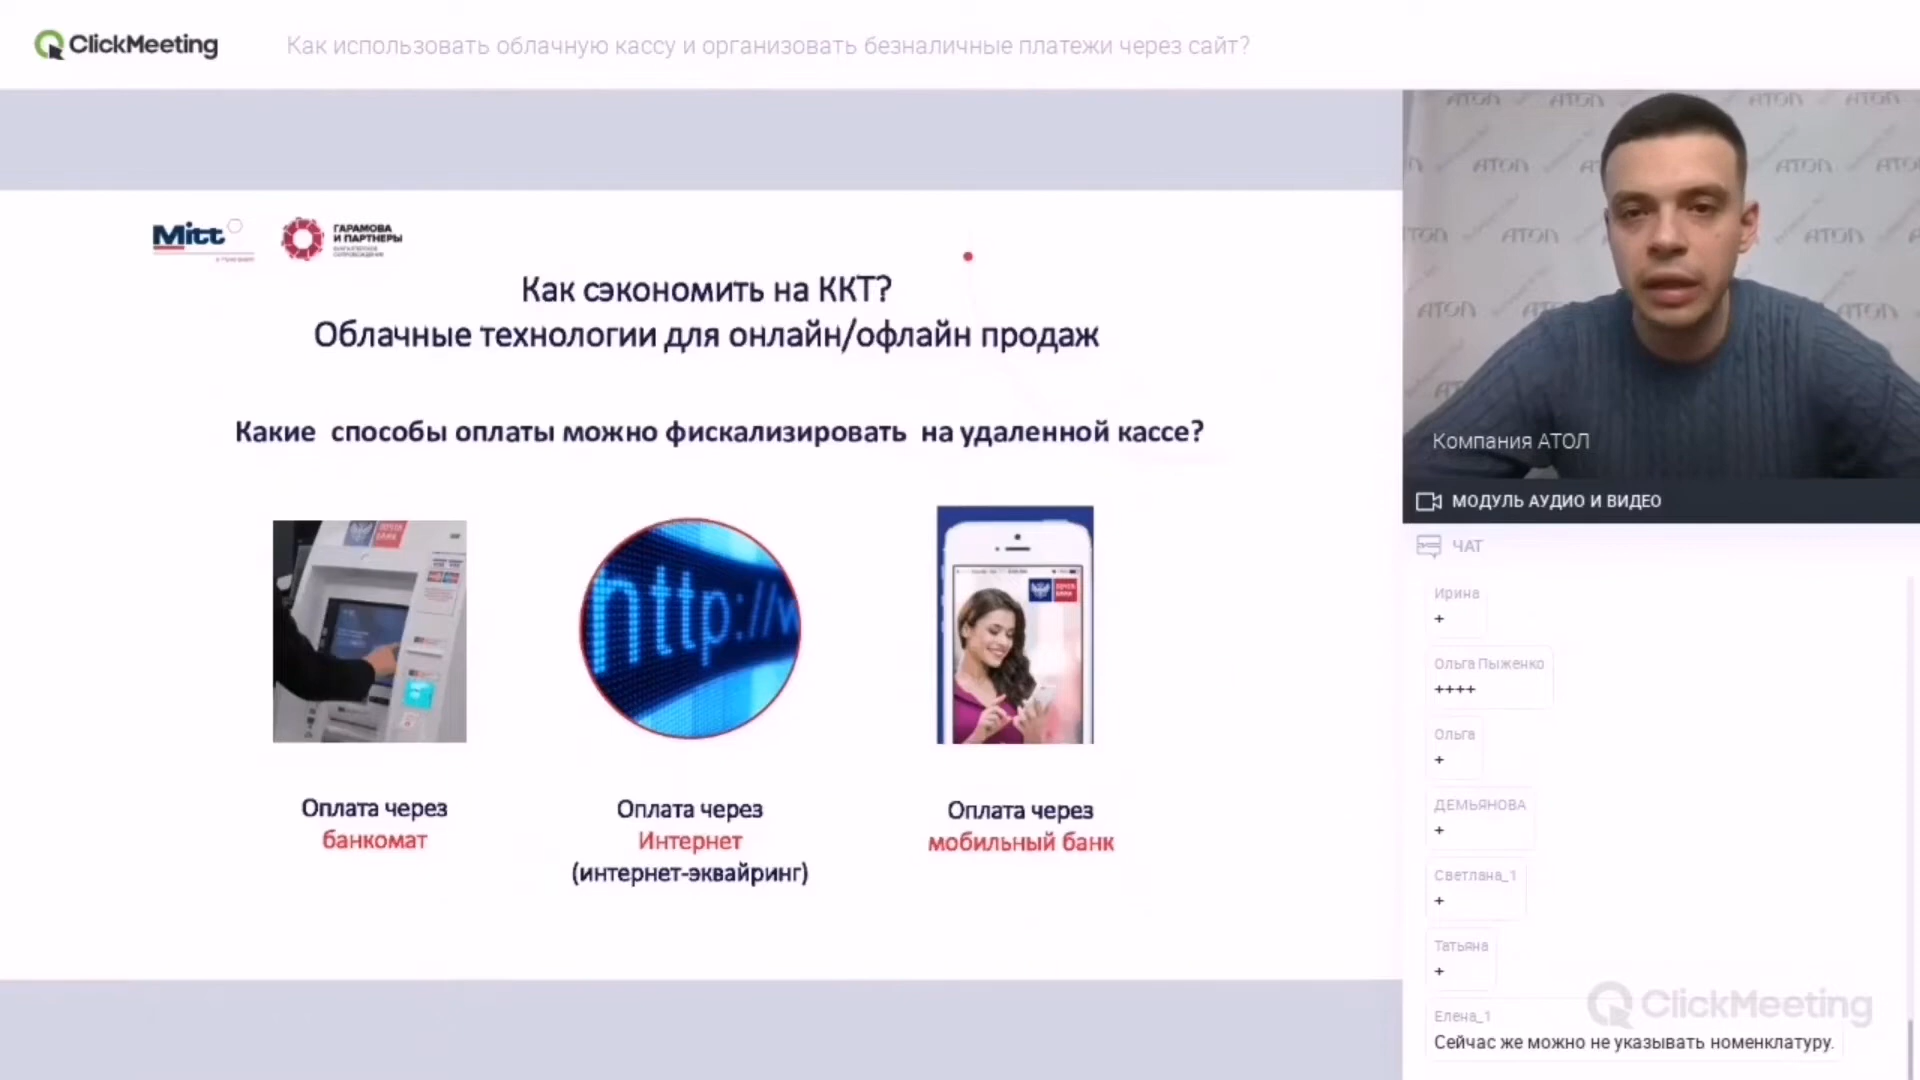 ClickMeeting
Как использовать облачную кассу и организовать безналичные платежи через сайт?
Mitt
ГАРАМОВА
И ПАРТНЕРЫ
Как сэкономить на ККТ?
Облачные технологии для онлайн/офлайн продаж
Какие способы оплаты можно фискализировать на удаленной кассе?
http://w
Оплата через
банкомат
Оплата через
Интернет
(интернет-эквайринг)
Оплата через
мобильный банк
АТОЛ
Компания АТОЛ
МОДУЛЬ АУДИО И ВИДЕО
ЧАТ
Ирина
+
Ольга Пыженко
++++
Ольга
+
ДЕМЬЯНОВА
+
Светлана_1
+
Татьяна
+
Елена_1
Сейчас же можно не указывать номенклатуру.
ClickMeeting